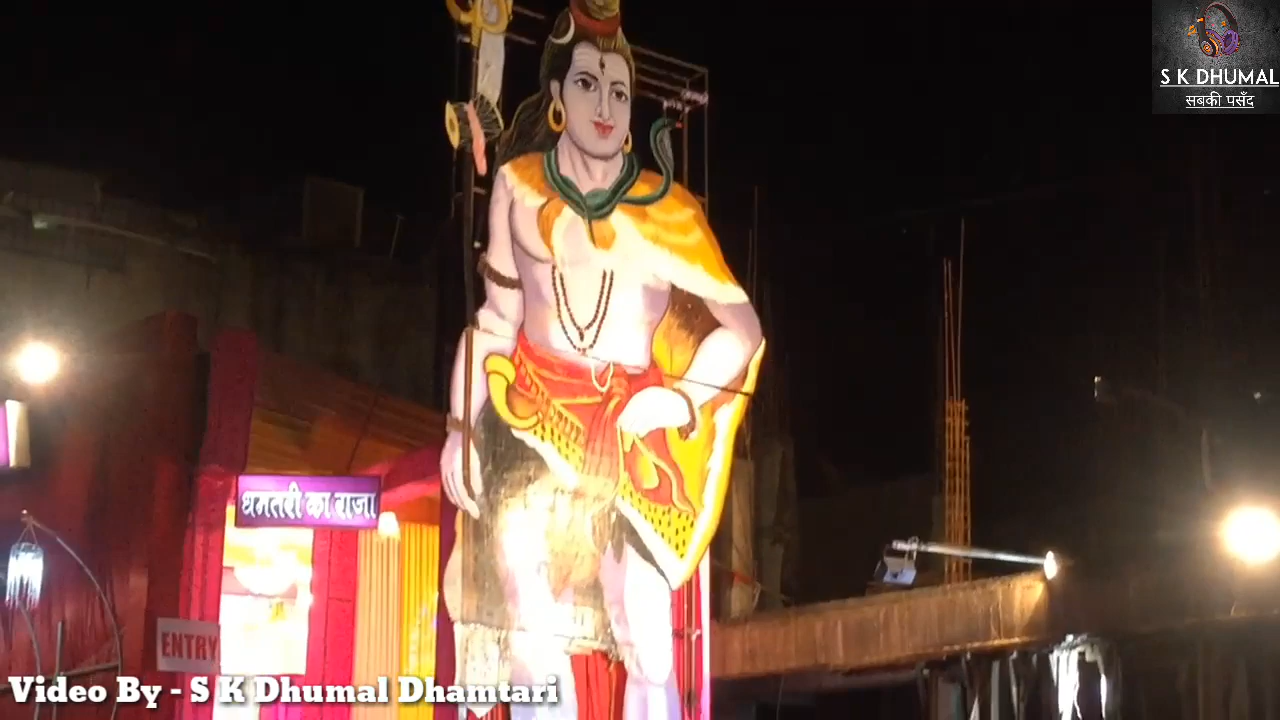 S K DHUMAL
सबकी पसँद
धमतरी का राजा
ENTRY
Video By - S K Dhumal Dhamtari